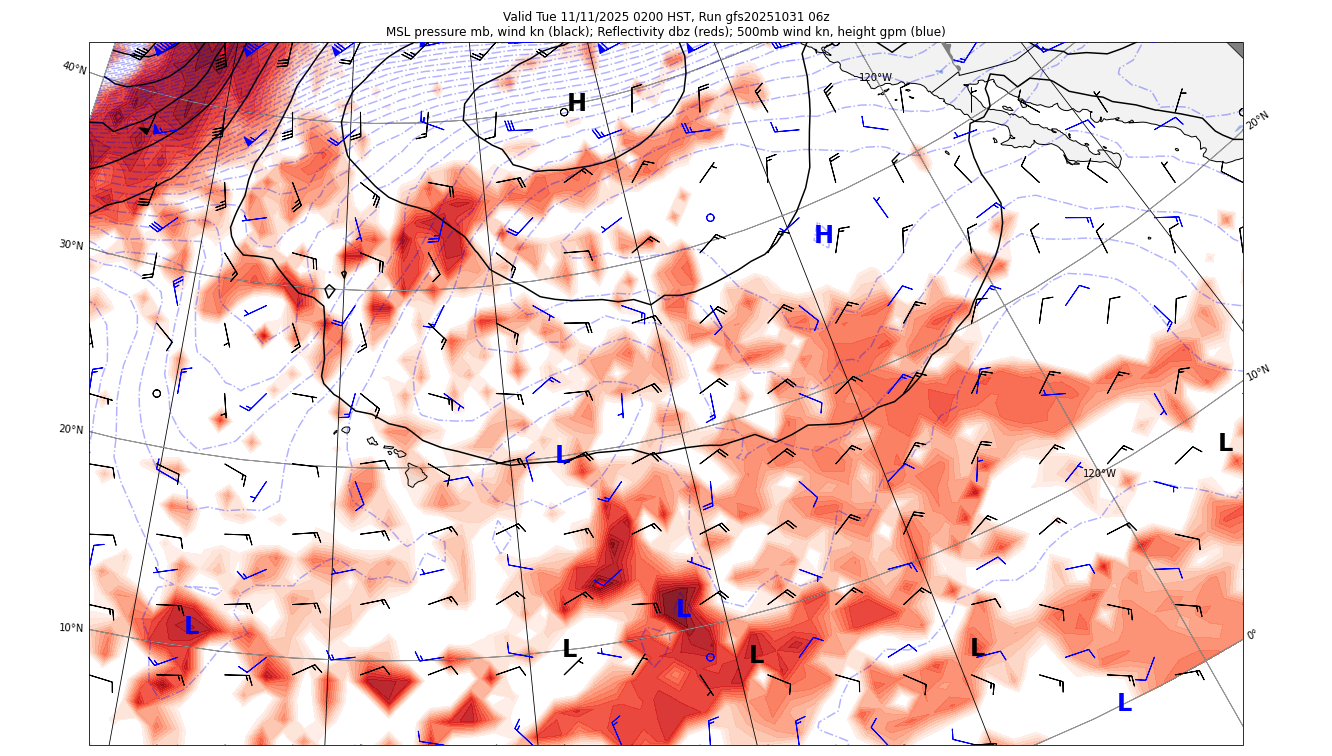 Valid Tue 11/11/2025 0200 HST, Run gfs20251031 06z
MSL pressure mb, wind kn (black); Reflectivity dbz (reds); 500mb wind kn, height gpm (blue)
40°N
120°W
H
20°N
30°N
H
10°N
20°N
L
L
120°W
10°N
L
L
0°
L
L
L
L